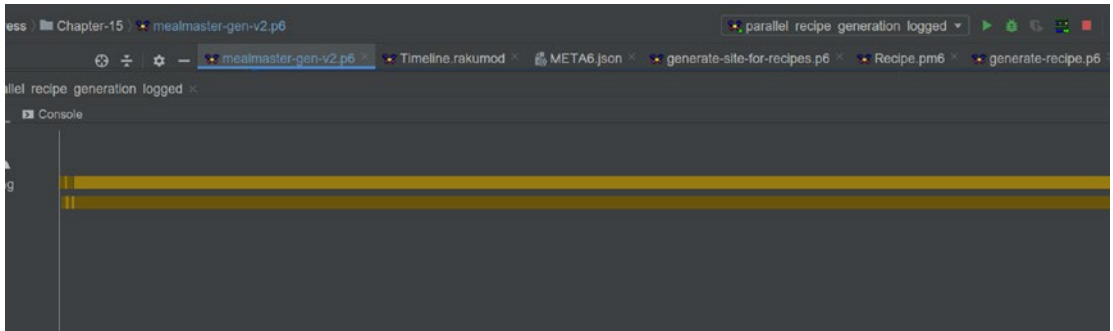 ess Chapter-15 mealmaster-gen-v2.p6 parallel recipe generation logged
mealmaster-gen-v2.p6 Timeline.rakumod META6.json generate-site-for-recipes.p6 Recipe.pm6 generate-recipe.p6
llel recipe generation logged
Console
g